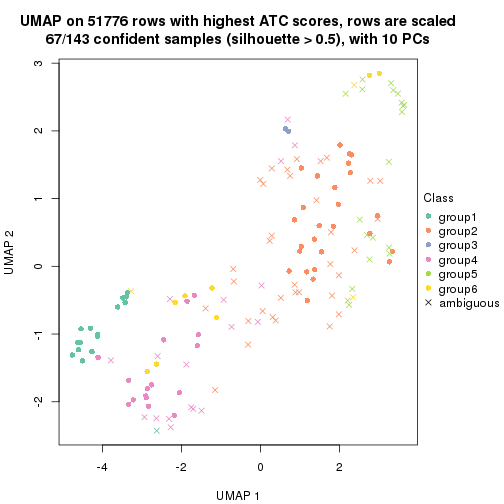 UMAP on 51776 rows with highest ATC scores, rows are scaled
67/143 confident samples (silhouette > 0.5), with 10 PCs
3
2
1
0
-1
-2
UMAP 2
-4
-2
0
2
UMAP 1
Class
group1
group2
group3
group4
group5
group6
ambiguous